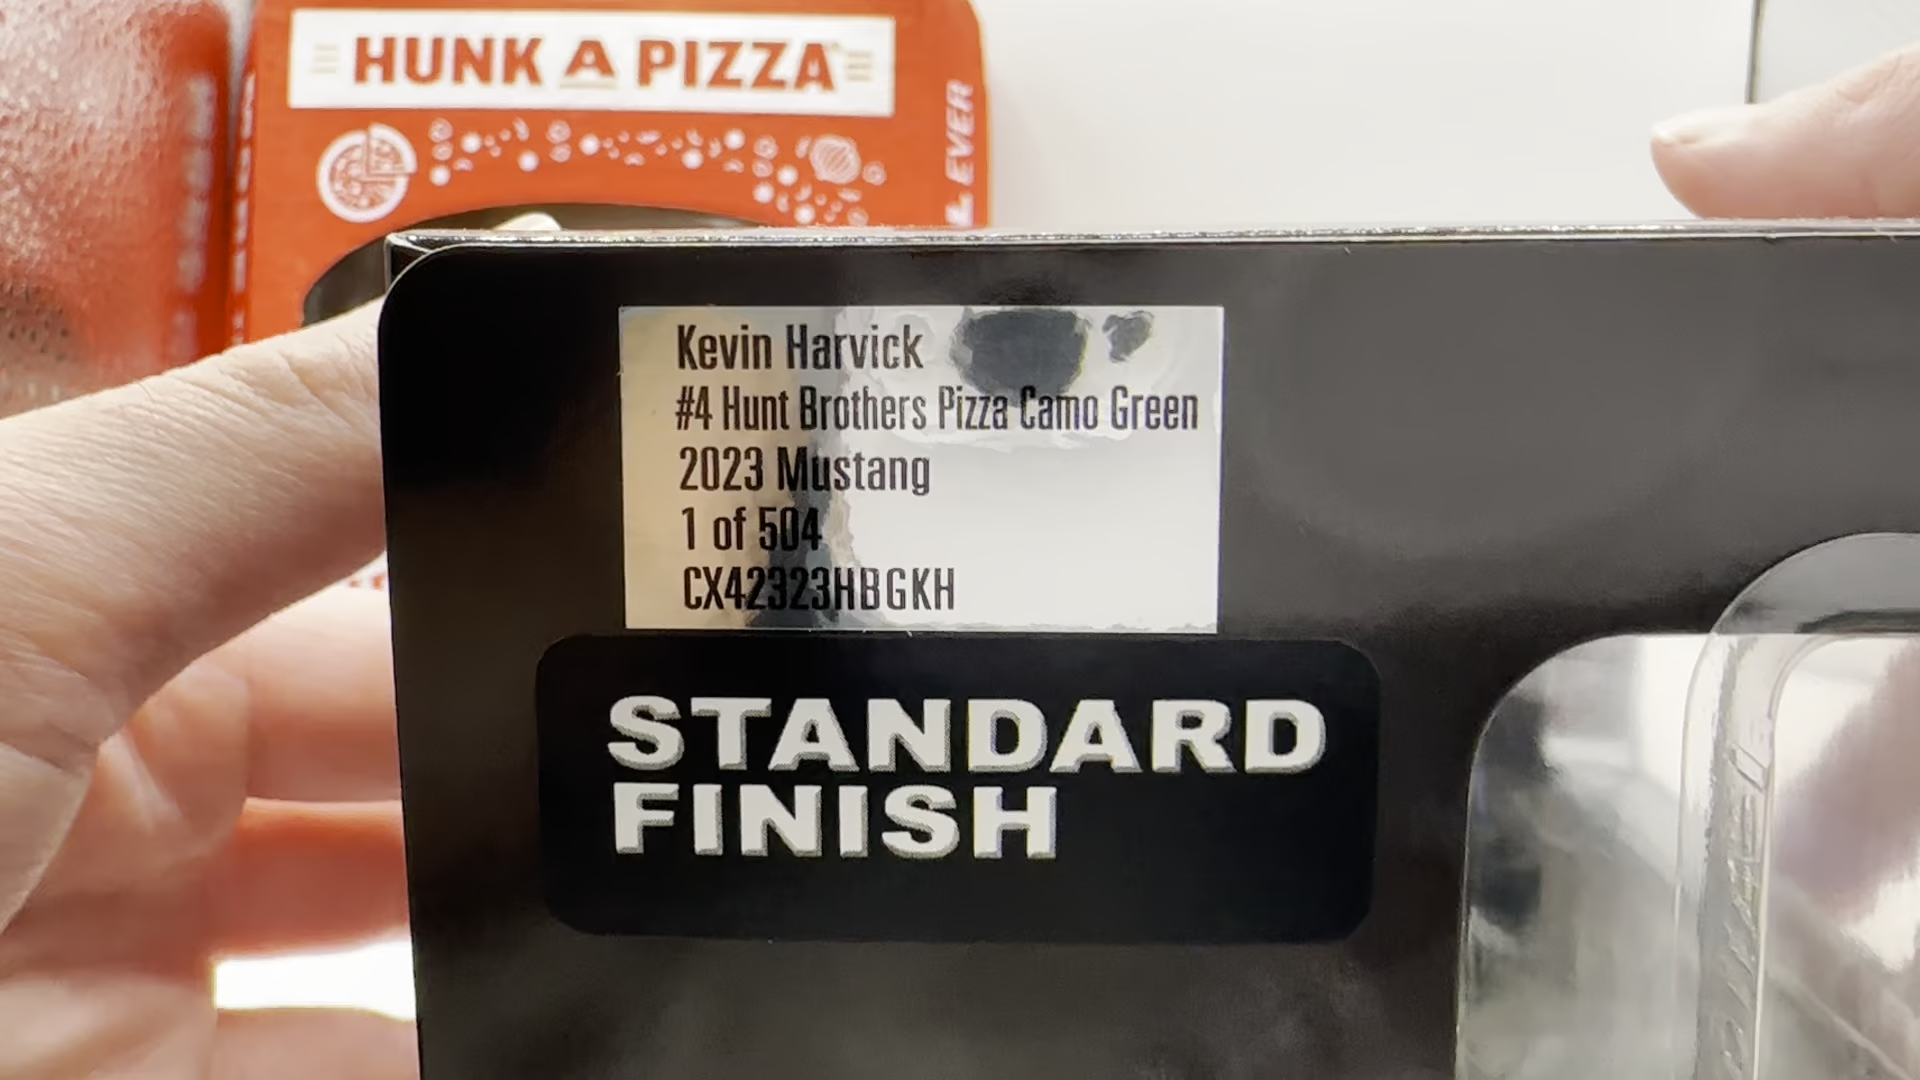 HUNK A PIZZA
EVER
Kevin Harvick
#4 Hunt Brothers Pizza Camo Green
2023 Mustang
1 of 504
CX42323HBGKH
STANDARD
FINISH